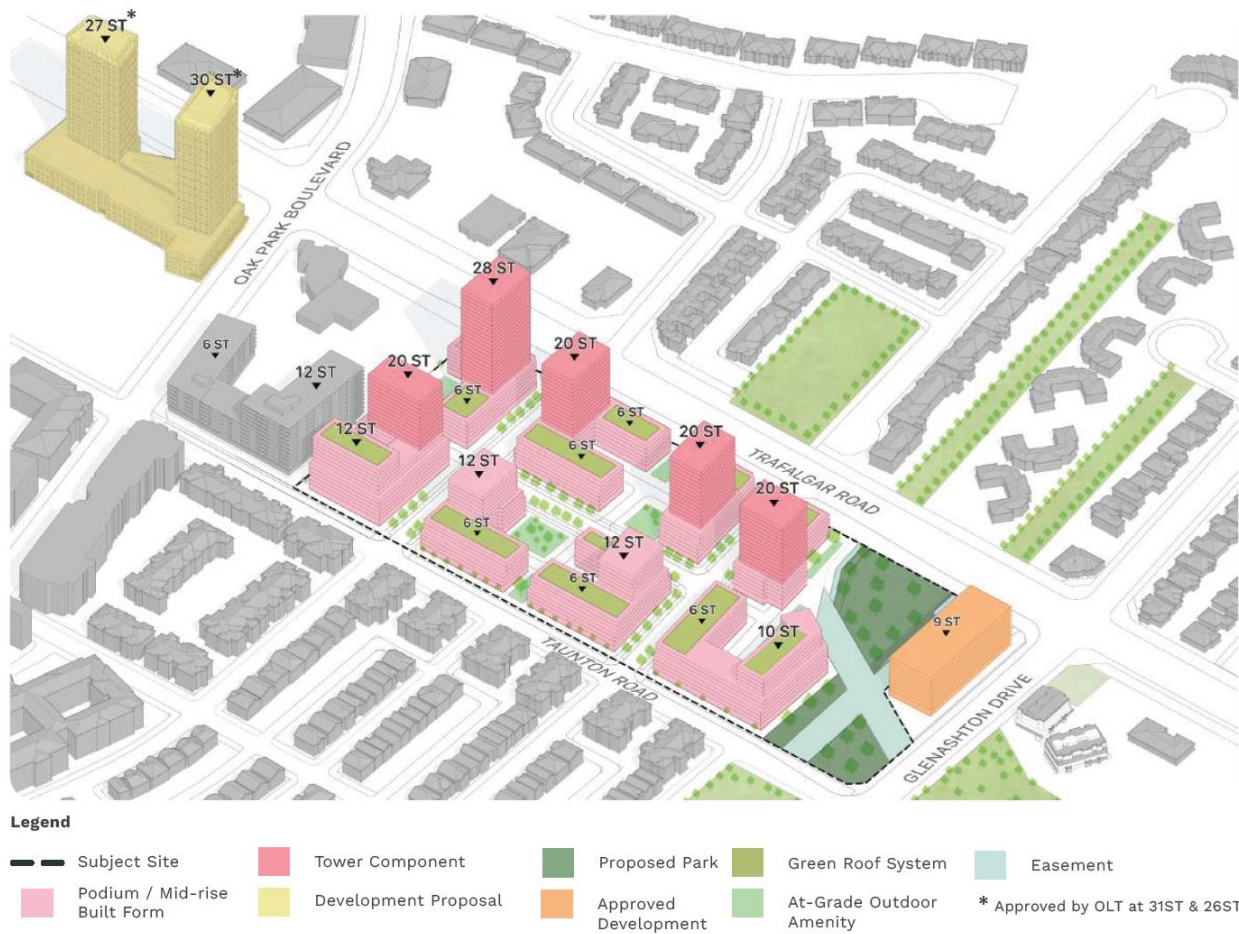 27 ST*
30 ST*
OAK PARK BOULEVARD
28 ST
6 ST
20 ST
20 ST
12 ST
6 ST
6 ST
12 ST
20 ST
6 ST
12 ST
TRAFALGAR ROAD
20 ST
6 ST
12 ST
6 ST
6 ST
10 ST
9 ST
TAUNTON ROAD
GLENASHTON DRIVE
Legend
Subject Site
Tower Component
Proposed Park
Green Roof System
Easement
Podium / Mid-rise
Built Form
Development Proposal
Approved
Development
At-Grade Outdoor
Amenity
* Approved by OLT at 31ST & 26ST